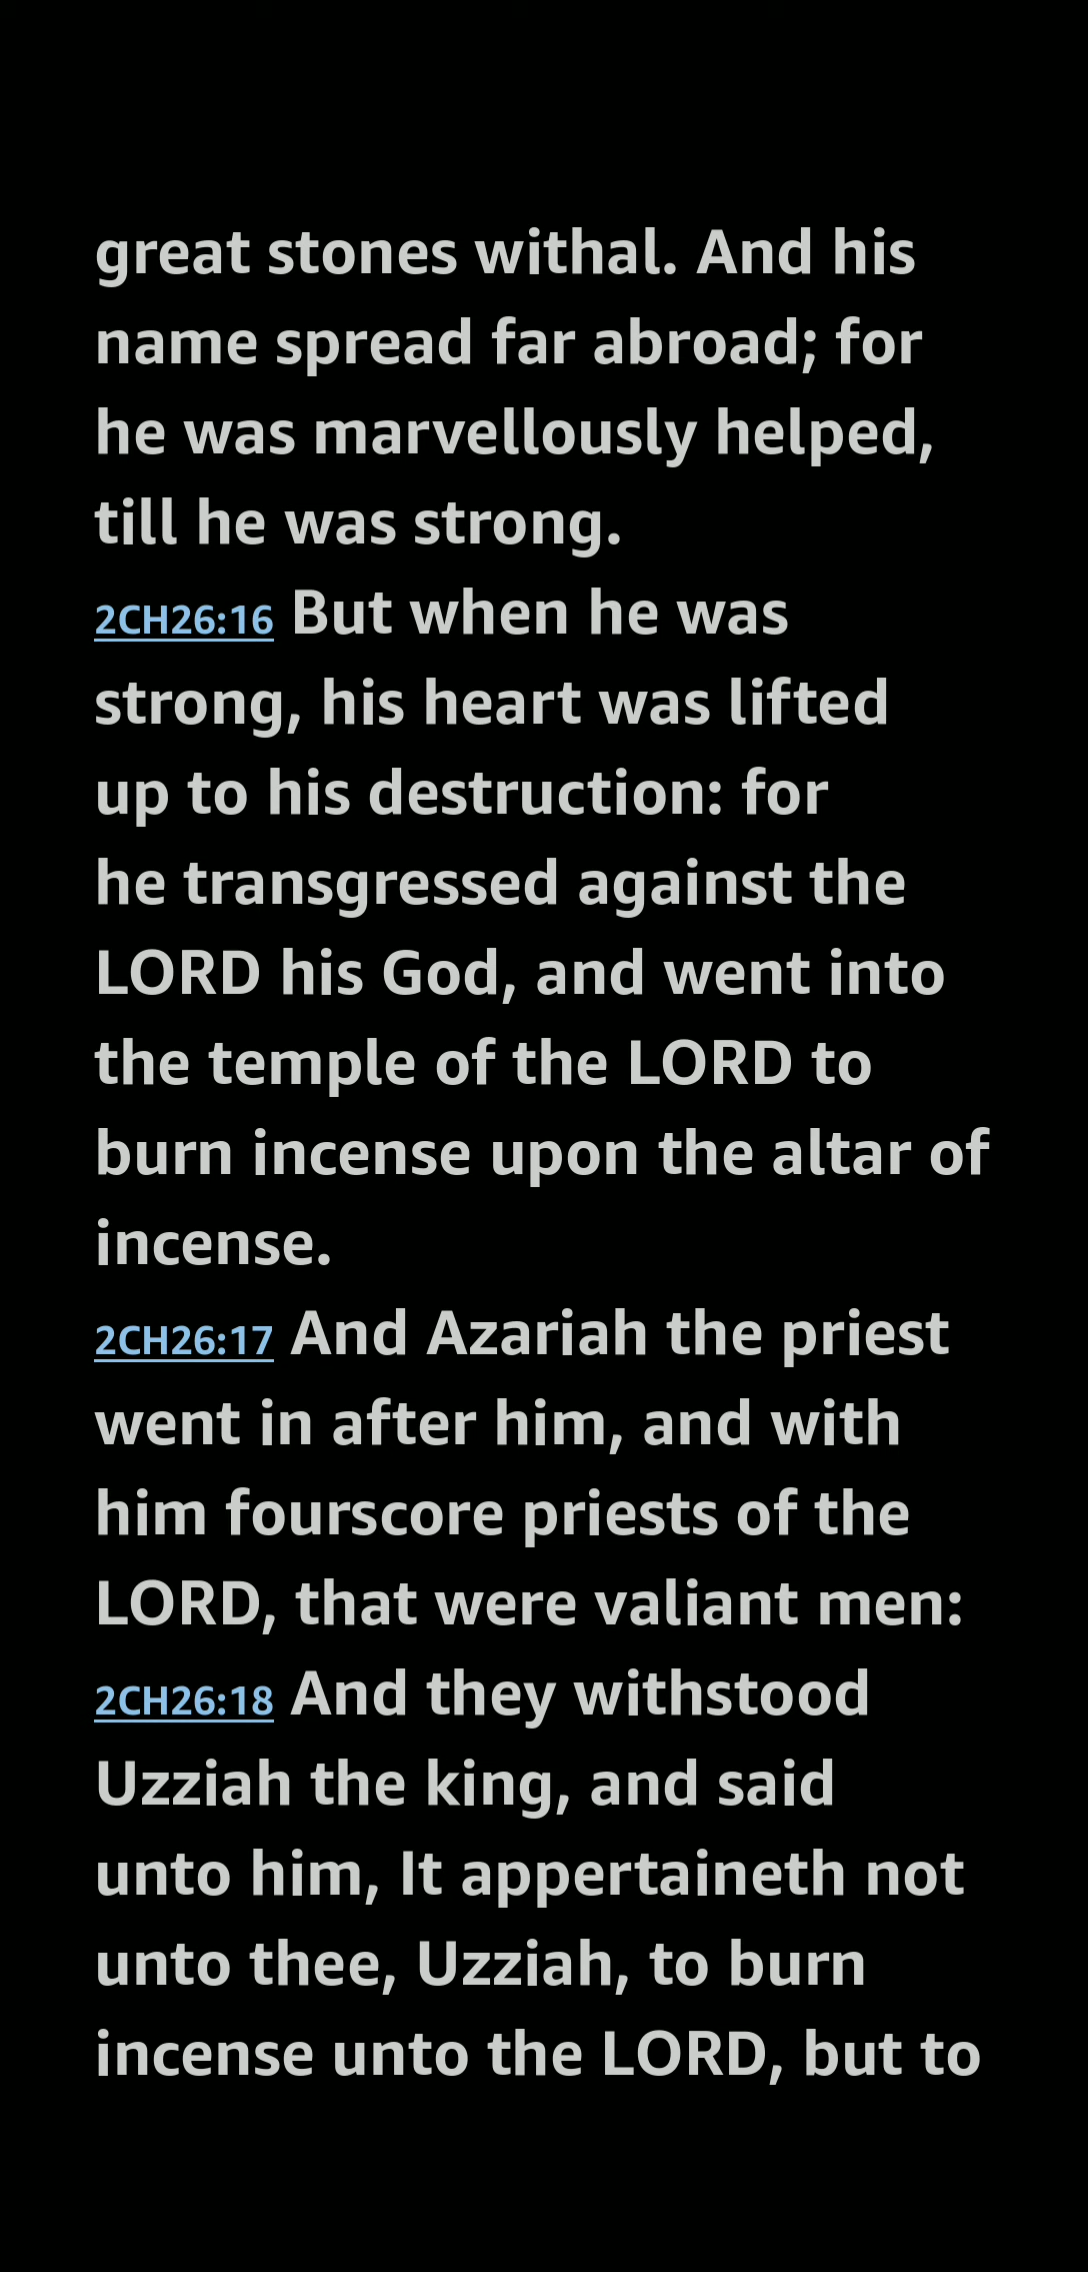 great stones withal. And his
name spread far abroad; for
he was marvellously helped,
till he was strong.
2CH26:16 But when he was
strong, his heart was lifted
up to his destruction: for
he transgressed against the
LORD his God, and went into
the temple of the LORD to
burn incense upon the altar of
incense.
2CH26:17 And Azariah the priest
went in after him, and with
him fourscore priests of the
LORD, that were valiant men:
2CH26:18 And they withstood
Uzziah the king, and said
unto him, It appertaineth not
unto thee, Uzziah, to burn
incense unto the LORD, but to